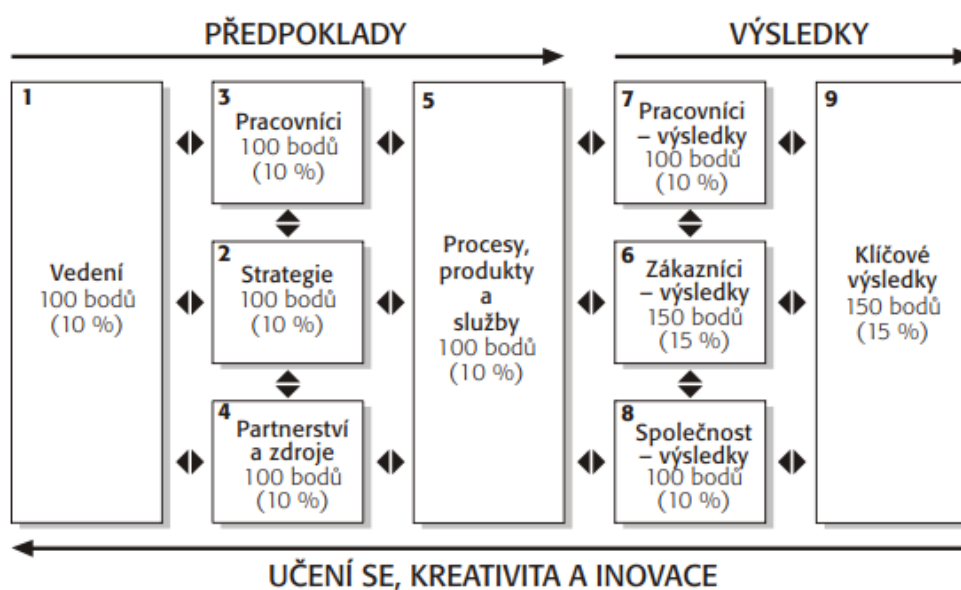 PŘEDPOKLADY
VÝSLEDKY
1
Vedení
100 bodů
(10 %)
3
Pracovníci
100 bodů
(10 %)
2
Strategie
100 bodů
(10 %)
4
Partnerství
a zdroje
100 bodů
(10 %)
5
Procesy,
produkty
a
služby
100 bodů
(10 %)
7
Pracovníci
– výsledky
100 bodů
(10 %)
6
Zákazníci
– výsledky
150 bodů
(15 %)
8
Společnost
– výsledky
100 bodů
(10 %)
9
Klíčové
výsledky
150 bodů
(15 %)
UČENÍ SE, KREATIVITA A INOVACE